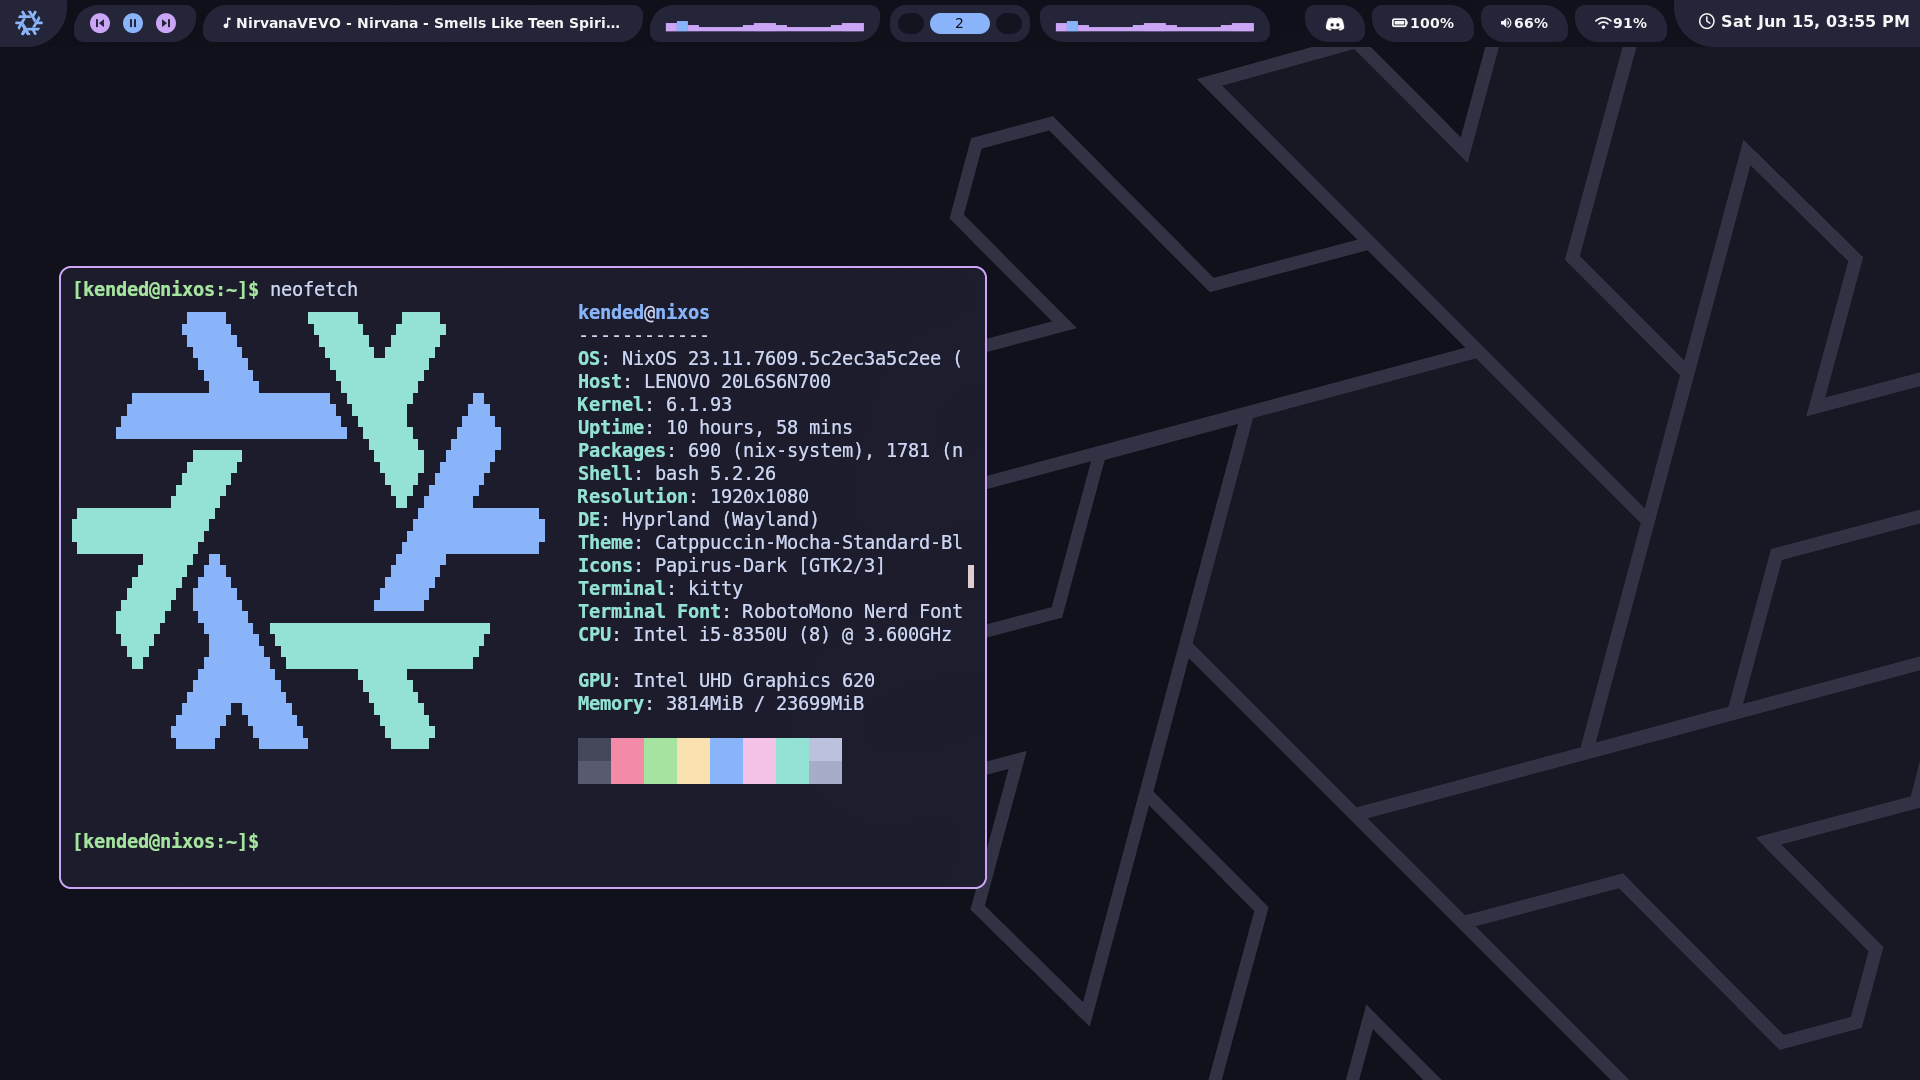 NirvanaVEVO - Nirvana - Smells Like Teen Spiri...
2
100%
66%
91%
Sat Jun 15, 03:55 PM
[kended@nixos:~]$ neofetch
kended@nixos
------------
OS: NixOS 23.11.7609.5c2ec3a5c2ee (
Host: LENOVO 20L6S6N700
Kernel: 6.1.93
Uptime: 10 hours, 58 mins
Packages: 690 (nix-system), 1781 (n
Shell: bash 5.2.26
Resolution: 1920x1080
DE: Hyprland (Wayland)
Theme: Catppuccin-Mocha-Standard-Bl
Icons: Papirus-Dark [GTK2/3]
Terminal: kitty
Terminal Font: RobotoMono Nerd Font
CPU: Intel i5-8350U (8) @ 3.600GHz
GPU: Intel UHD Graphics 620
Memory: 3814MiB / 23699MiB
[kended@nixos:~]$